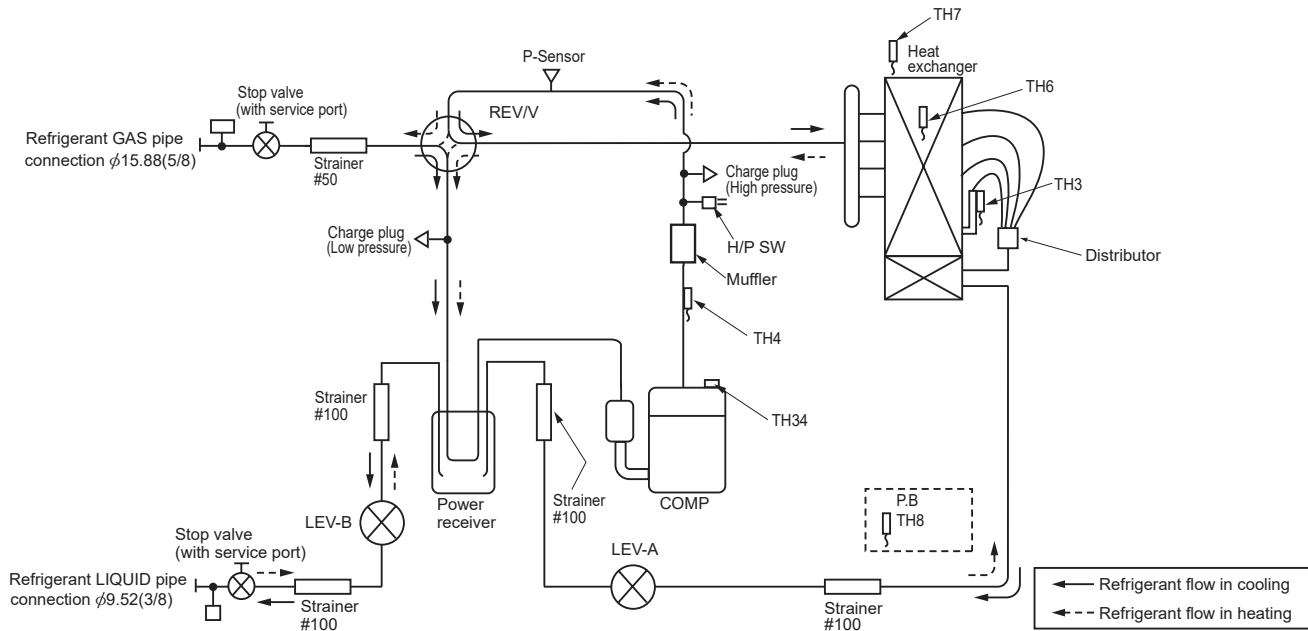 TH7
Heat
exchanger
P-Sensor
TH6
Stop valve
(with service port)
REV/V
Refrigerant GAS pipe
connection ϕ15.88(5/8)
Strainer
#50
Charge plug
(High pressure)
TH3
Charge plug
(Low pressure)
H/P SW
Distributor
Muffler
TH4
Strainer
#100
TH34
Power
receiver
Strainer
#100
COMP
P.B
TH8
LEV-B
Stop valve
(with service port)
LEV-A
Refrigerant LIQUID pipe
connection ϕ9.52(3/8)
Strainer
#100
Strainer
#100
Refrigerant flow in cooling
Refrigerant flow in heating